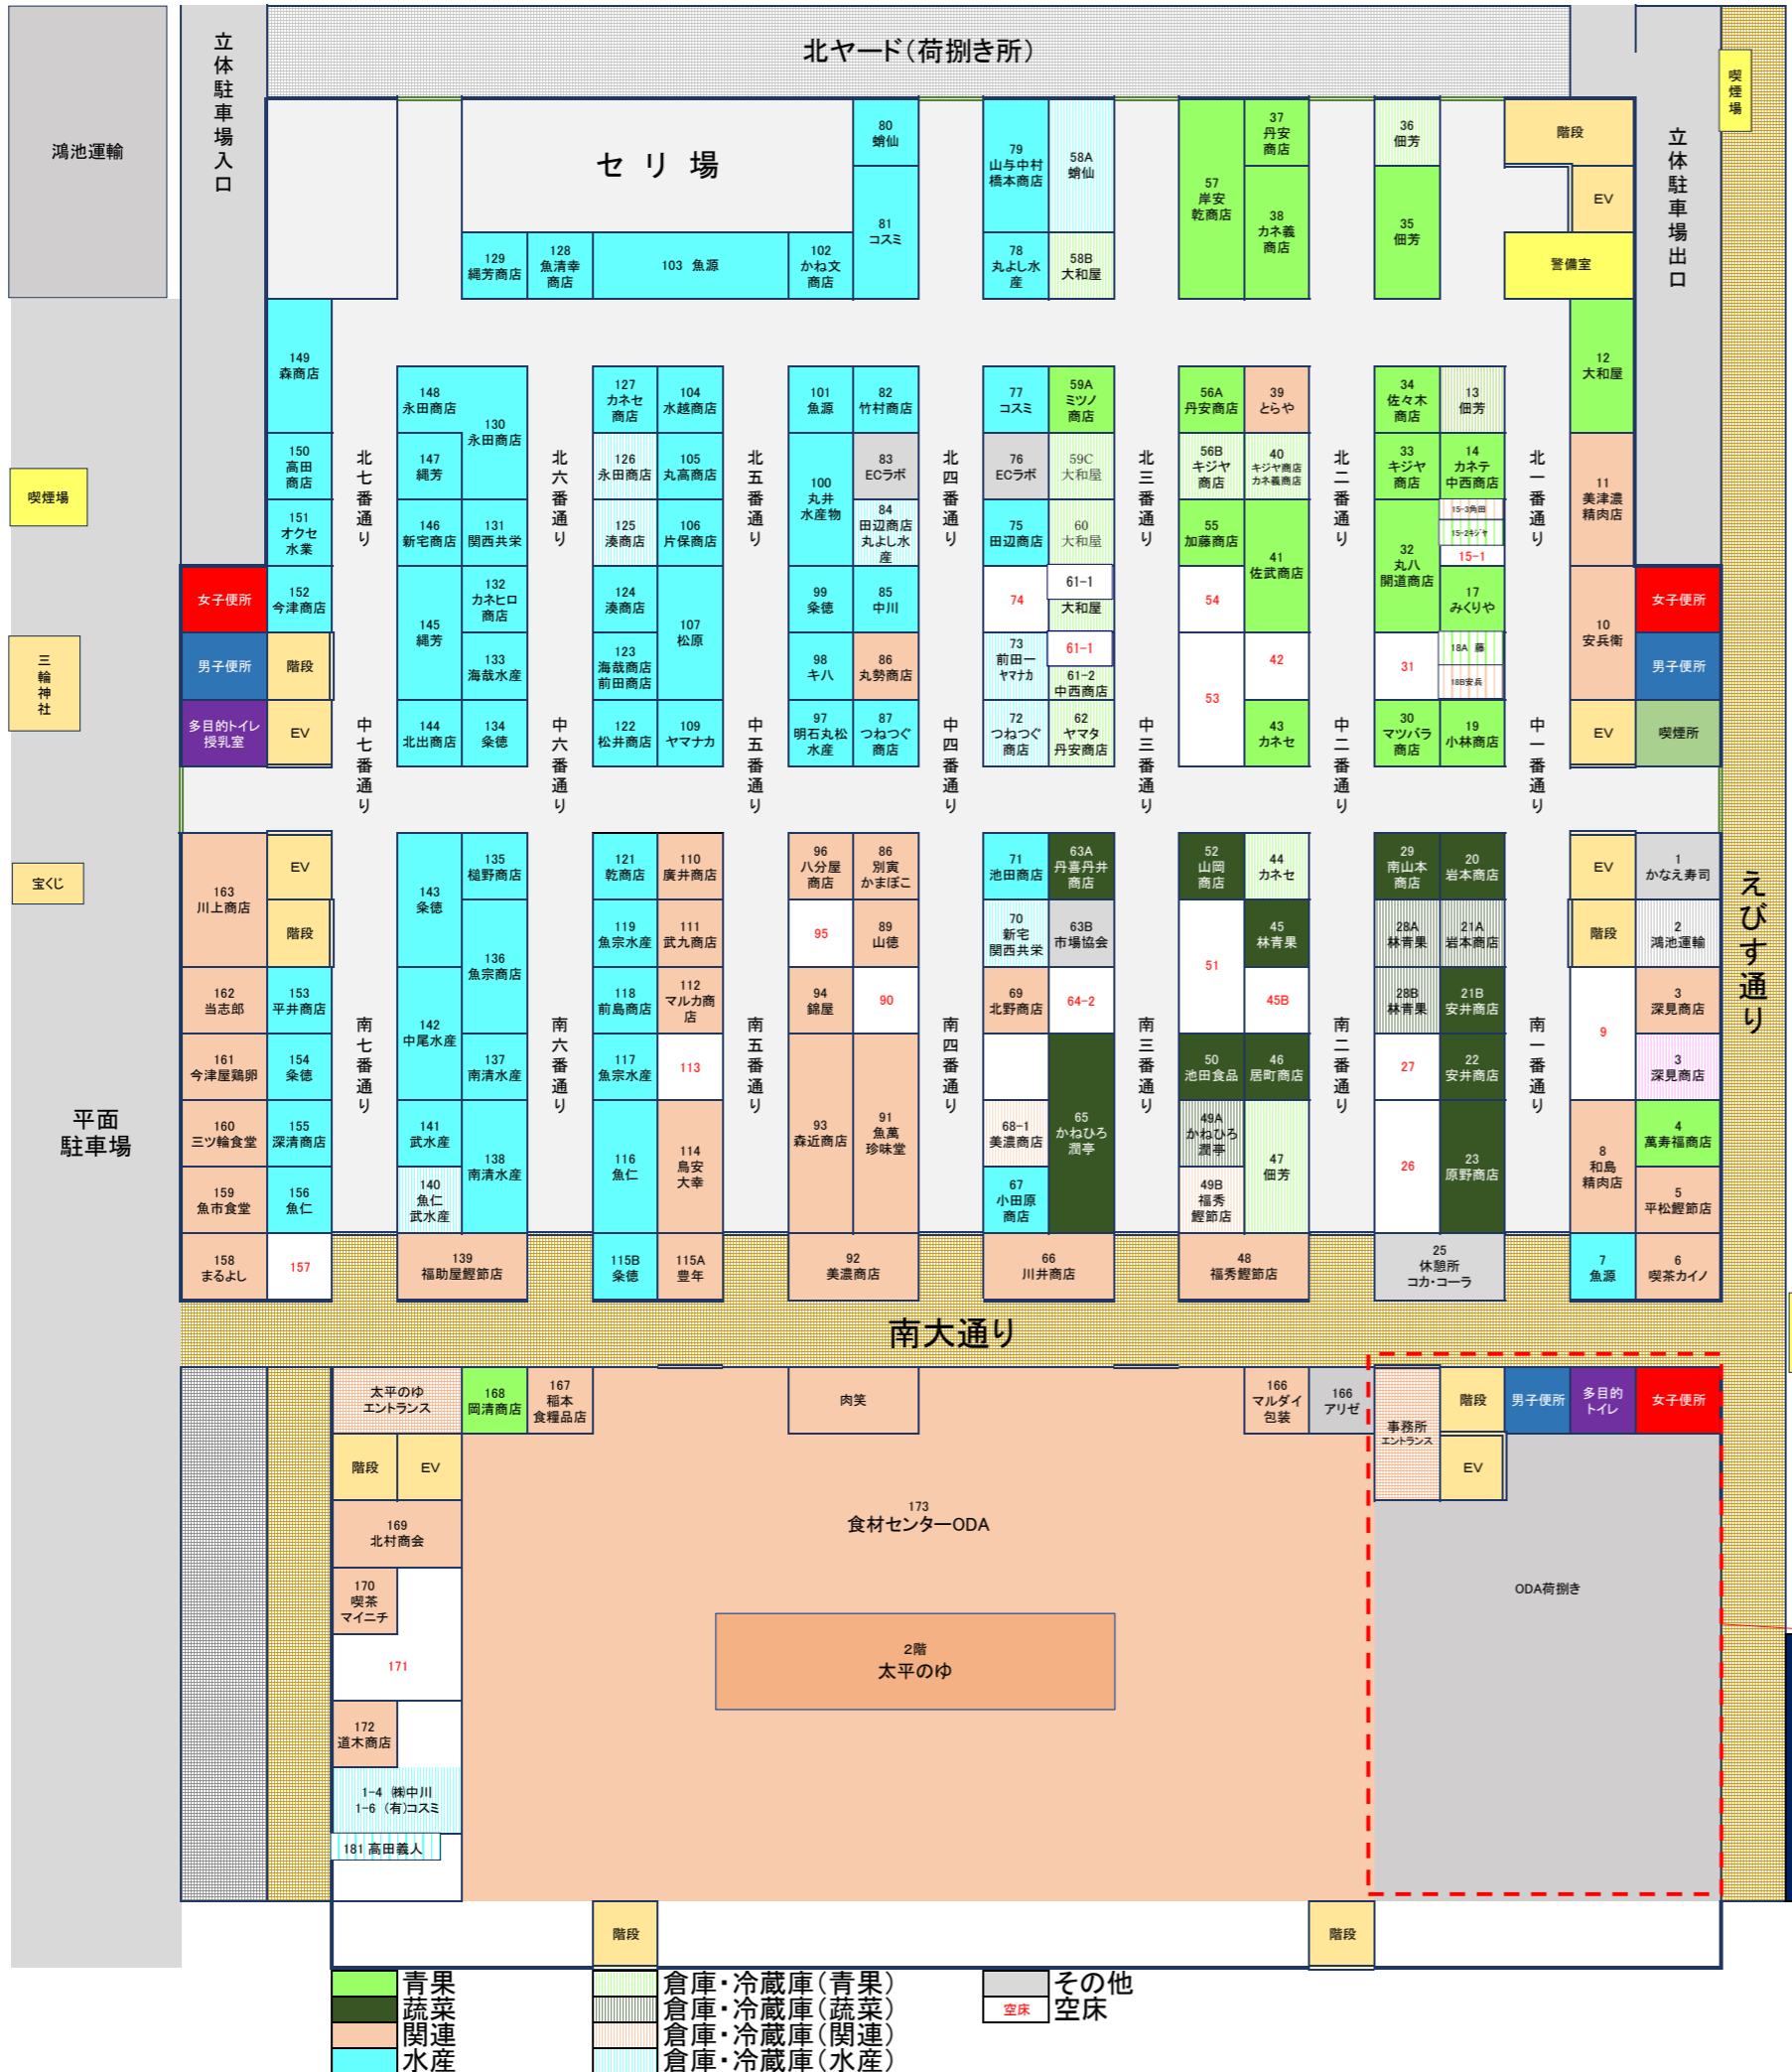 北ヤード(荷捌き所)
鴻池運輸
立体駐車場入口
セリ場
80
蛸仙
81
コスミ
129
縄芳商店
128
魚清幸
商店
103 魚源
102
かね文
商店
79
山与中村
橋本商店
58A
蛸仙
78
丸よし水
産
58B
大和屋
57
岸安
乾商店
37
丹安
商店
38
カネ義
商店
36
佃芳
35
佃芳
階段
EV
警備室
立体駐車場出口
喫煙場
149
森商店
150
高田
商店
151
オクセ
水業
152
今津商店
女子便所
男子便所
階段
多目的トイレ
授乳室
EV
喫煙場
三輪神社
宝くじ
平面
駐車場
北七番通り
中七番通り
148
永田商店
130
永田商店
147
縄芳
146
新宅商店
131
関西共栄
145
縄芳
132
カネヒロ
商店
133
海哉水産
144
北出商店
134
粂徳
北六番通り
中六番通り
127
カネセ
商店
104
水越商店
126
永田商店
105
丸高商店
125
湊商店
106
片保商店
124
湊商店
107
松原
123
海哉商店
前田商店
122
松井商店
109
ヤマナカ
北五番通り
中五番通り
101
魚源
82
竹村商店
100
丸井
水産物
83
ECラボ
84
田辺商店
丸よし水
産
99
粂徳
85
中川
98
キハ
86
丸勢商店
97
明石丸松
水産
87
つねつぐ
商店
北四番通り
中四番通り
77
コスミ
59A
ミツノ
商店
76
ECラボ
59C
大和屋
75
田辺商店
60
大和屋
74
61-1
大和屋
73
前田一
ヤマナカ
61-1
61-2
中西商店
72
つねつぐ
商店
62
ヤマタ
丹安商店
北三番通り
中三番通り
56A
丹安商店
39
とらや
56B
キジヤ
商店
40
キジヤ商店
カネ義商店
55
加藤商店
41
佐武商店
54
53
42
43
カネセ
北二番通り
中二番通り
34
佐々木
商店
13
佃芳
33
キジヤ
商店
14
カネテ
中西商店
32
丸八
開道商店
15-3角田
15-2キジヤ
15-1
17
みくりや
31
18A 藤
18B安兵
30
マツバラ
商店
19
小林商店
北一番通り
中一番通り
12
大和屋
11
美津濃
精肉店
10
安兵衛
女子便所
男子便所
EV
喫煙所
えびす通り
163
川上商店
EV
階段
162
当志郎
153
平井商店
161
今津屋鶏卵
154
粂徳
160
三ツ輪食堂
155
深清商店
159
魚市食堂
156
魚仁
158
まるよし
157
南七番通り
143
粂徳
135
槌野商店
136
魚宗商店
142
中尾水産
137
南清水産
141
武水産
138
南清水産
140
魚仁
武水産
139
福助屋鰹節店
南六番通り
121
乾商店
110
廣井商店
119
魚宗水産
111
武九商店
118
前島商店
112
マルカ商
店
117
魚宗水産
113
116
魚仁
114
鳥安
大幸
115B
粂徳
115A
豊年
南五番通り
96
八分屋
商店
86
別寅
かまぼこ
95
89
山徳
94
錦屋
90
93
森近商店
91
魚萬
珍味堂
92
美濃商店
南四番通り
71
池田商店
63A
丹喜丹井
商店
70
新宅
関西共栄
63B
市場協会
69
北野商店
64-2
65
かねひろ
潤亭
68-1
美濃商店
67
小田原
商店
66
川井商店
南三番通り
52
山岡
商店
44
カネセ
51
45
林青果
45B
50
池田食品
46
居町商店
49A
かねひろ
潤亭
47
佃芳
49B
福秀
鰹節店
48
福秀鰹節店
南二番通り
29
南山本
商店
20
岩本商店
28A
林青果
21A
岩本商店
28B
林青果
21B
安井商店
27
22
安井商店
26
23
原野商店
25
休憩所
コカ・コーラ
南一番通り
EV
1
かなえ寿司
階段
2
鴻池運輸
9
3
深見商店
3
深見商店
8
和島
精肉店
4
萬寿福商店
5
平松鰹節店
7
魚源
6
喫茶カイノ
南大通り
太平のゆ
エントランス
168
岡清商店
167
稲本
食糧品店
肉笑
166
マルダイ
包装
166
アリゼ
事務所
エントランス
階段
男子便所
多目的
トイレ
女子便所
階段
EV
EV
169
北村商会
173
食材センターODA
170
喫茶
マイニチ
ODA荷捌き
171
2階
太平のゆ
172
道木商店
1-4 ㈱中川
1-6 (有)コスミ
181 高田義人
階段
階段
青果
倉庫・冷蔵庫(青果)
その他
蔬菜
倉庫・冷蔵庫(蔬菜)
空床
空床
関連
倉庫・冷蔵庫(関連)
水産
倉庫・冷蔵庫(水産)